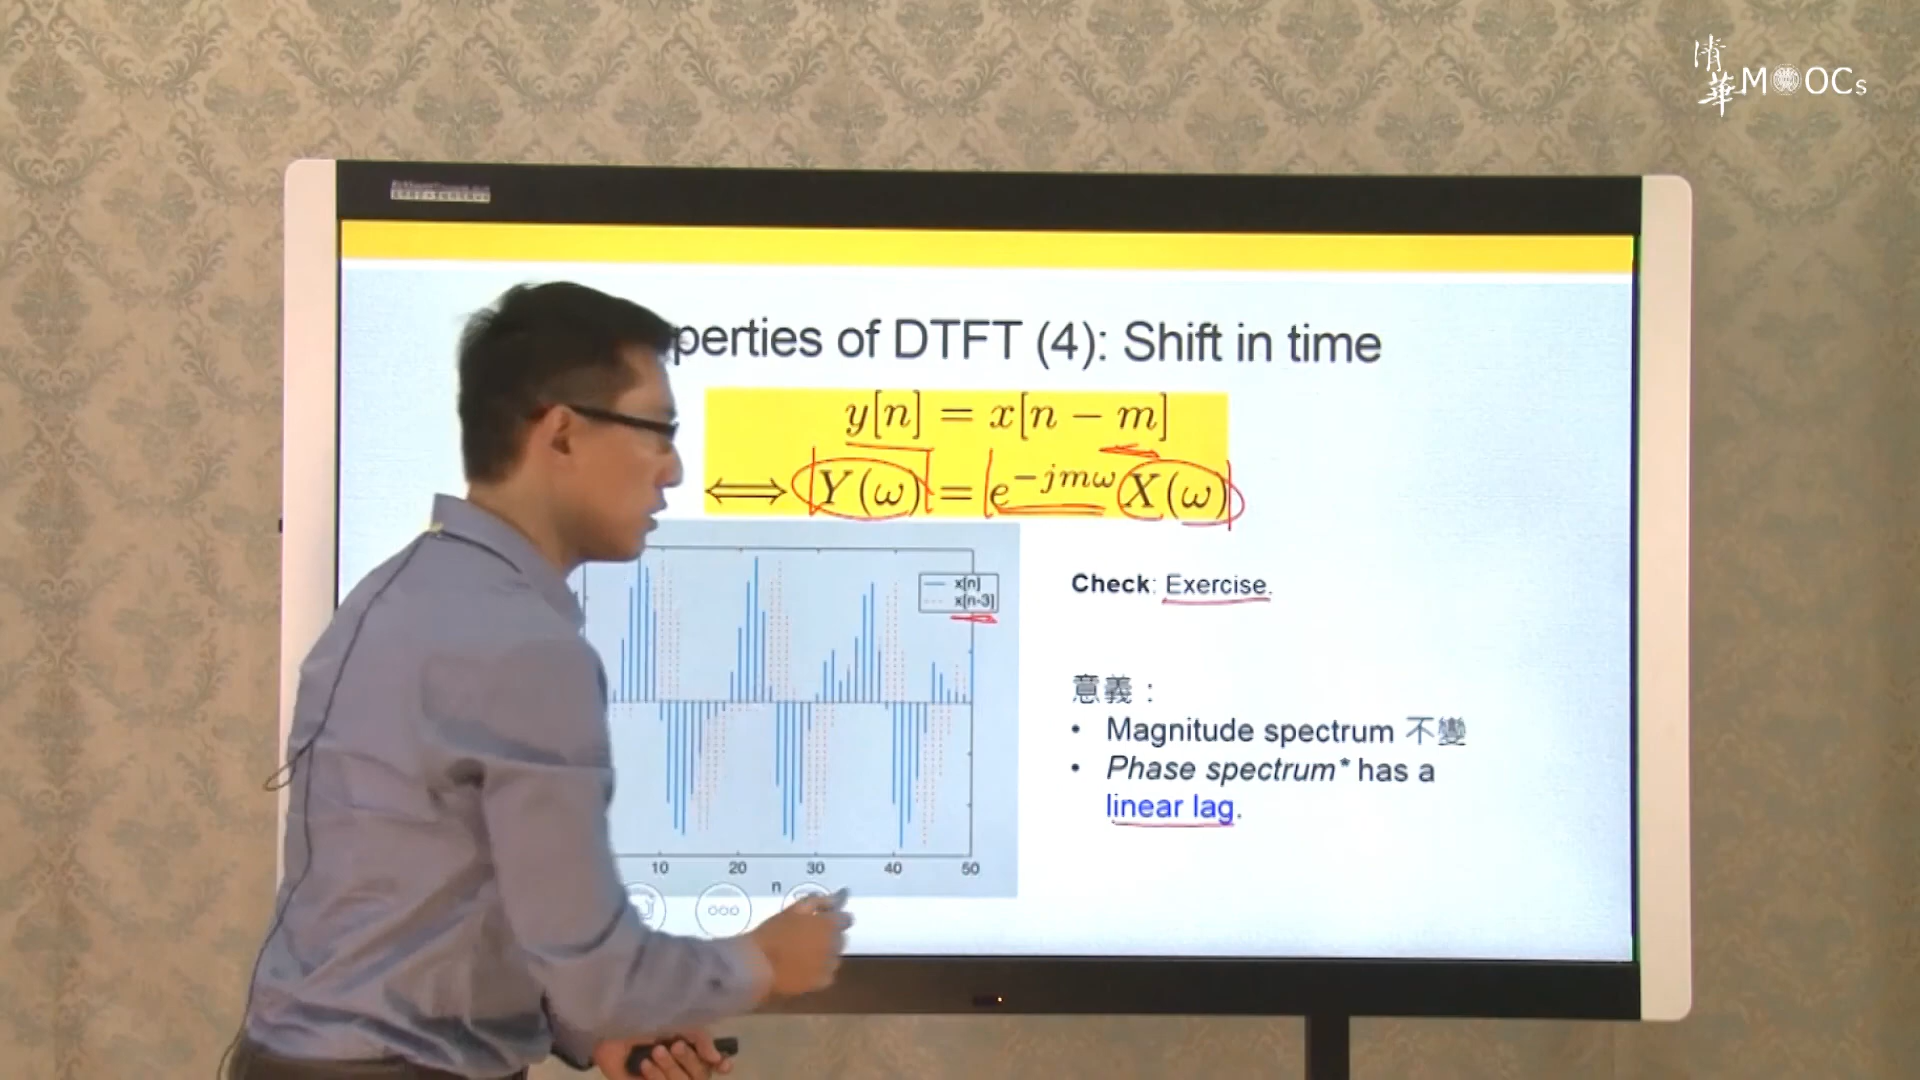 清華MOOCs
perties of DTFT (4): Shift in time
y[n] = x[n − m]
⟺ Y(ω) = e^{−jmω} X(ω)
x[n]
x[n-3]
Check: Exercise.
意義：
• Magnitude spectrum 不變
• Phase spectrum* has a
linear lag.
10 20 30 40 50
n